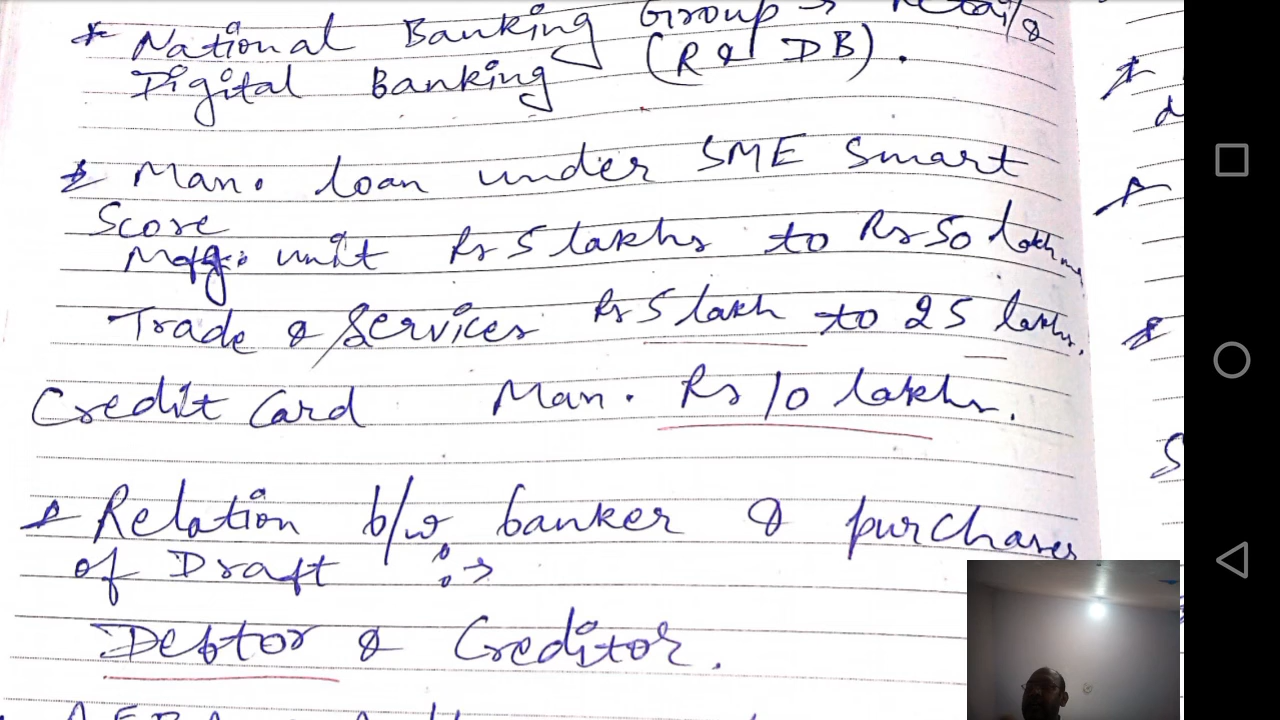 * National Banking Group → Retail &
Digital Banking (R & DB).
* Man. loan under SME Smart
Score
Mfg: unit Rs 5 lakhs to Rs 50 lakhs
Trade & Services Rs 5 lakh to 25 lakhs.
Credit Card Man. Rs 10 lakhs.
* Relation b/w banker & purchaser
of Draft :→
Debtor & Creditor.